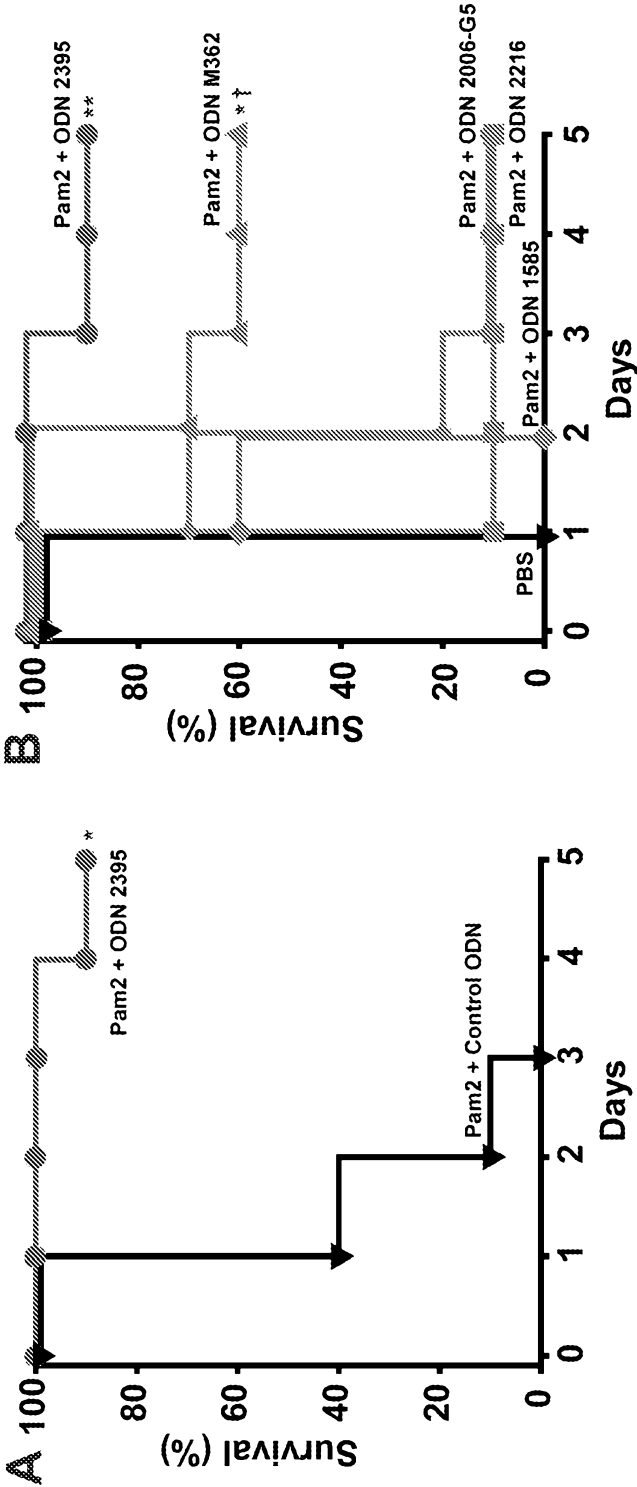 A
Survival (%)
100
80
60
40
20
0
0 1 2 3 4 5
Days
Pam2 + ODN 2395
*
Pam2 + Control ODN
B
Survival (%)
100
80
60
40
20
0
0 1 2 3 4 5
Days
Pam2 + ODN 2395
**
Pam2 + ODN M362
*†
Pam2 + ODN 2006-G5
Pam2 + ODN 2216
Pam2 + ODN 1585
PBS